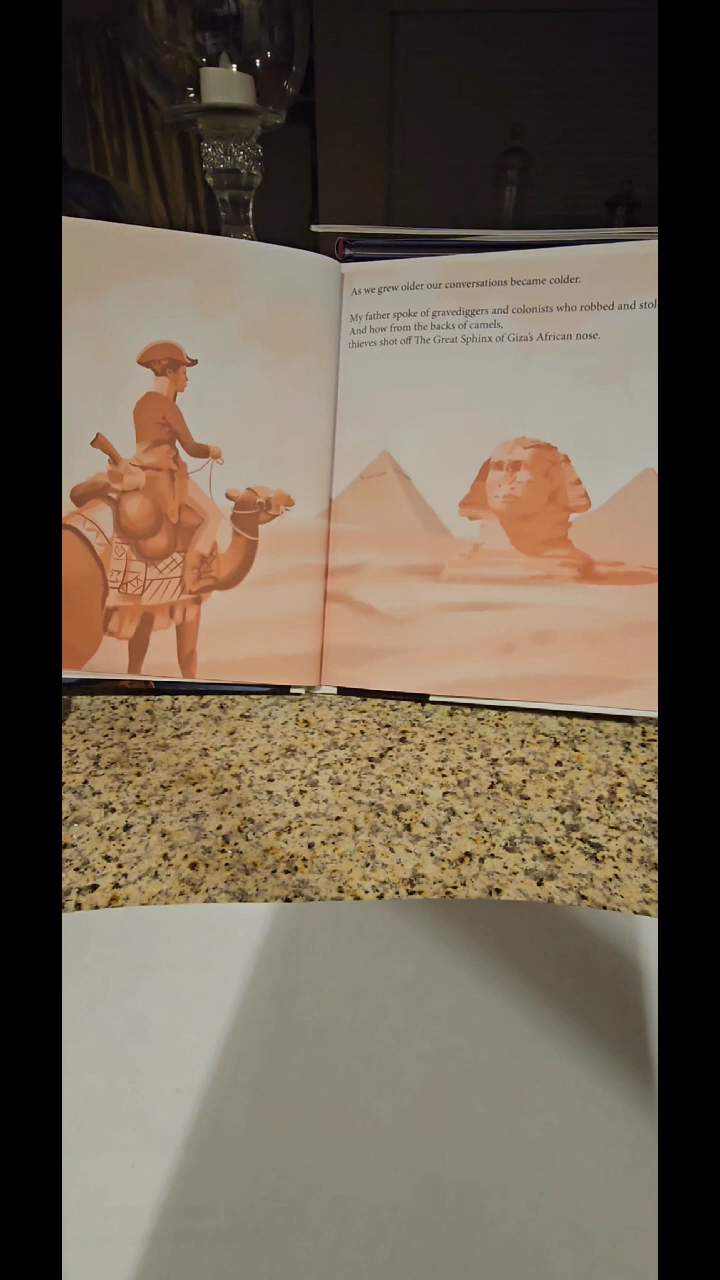 As we grew older our conversations became colder.
My father spoke of gravediggers and colonists who robbed and stol
And how from the backs of camels,
thieves shot off The Great Sphinx of Giza's African nose.